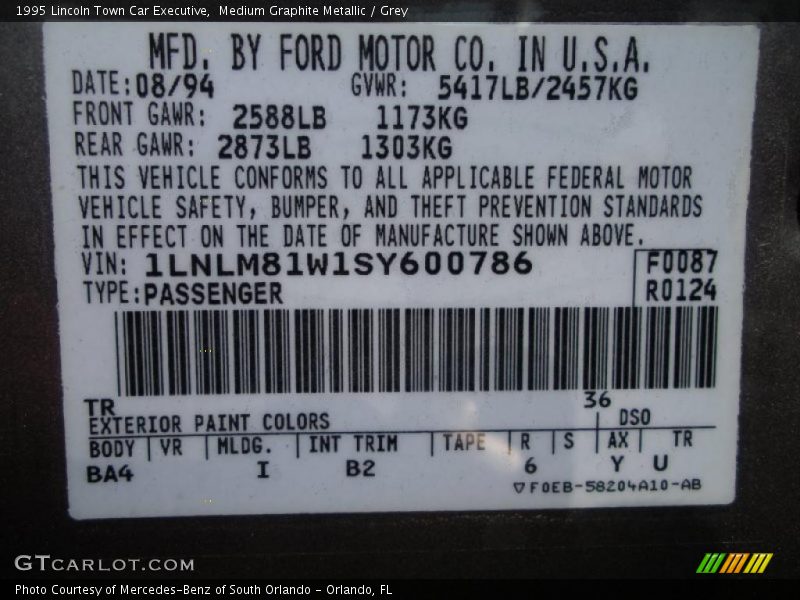 1995 Lincoln Town Car Executive, Medium Graphite Metallic / Grey
MFD. BY FORD MOTOR CO. IN U.S.A.
DATE:08/94 GVWR: 5417LB/2457KG
FRONT GAWR: 2588LB 1173KG
REAR GAWR: 2873LB 1303KG
THIS VEHICLE CONFORMS TO ALL APPLICABLE FEDERAL MOTOR
VEHICLE SAFETY, BUMPER, AND THEFT PREVENTION STANDARDS
IN EFFECT ON THE DATE OF MANUFACTURE SHOWN ABOVE.
VIN: 1LNLM81W1SY600786 F0087
TYPE:PASSENGER R0124
TR 36
EXTERIOR PAINT COLORS DSO
BODY VR MLDG. INT TRIM TAPE R S AX TR
BA4 I B2 6 Y U
F0EB-58204A10-AB
GTCARLOT.COM
Photo Courtesy of Mercedes-Benz of South Orlando - Orlando, FL